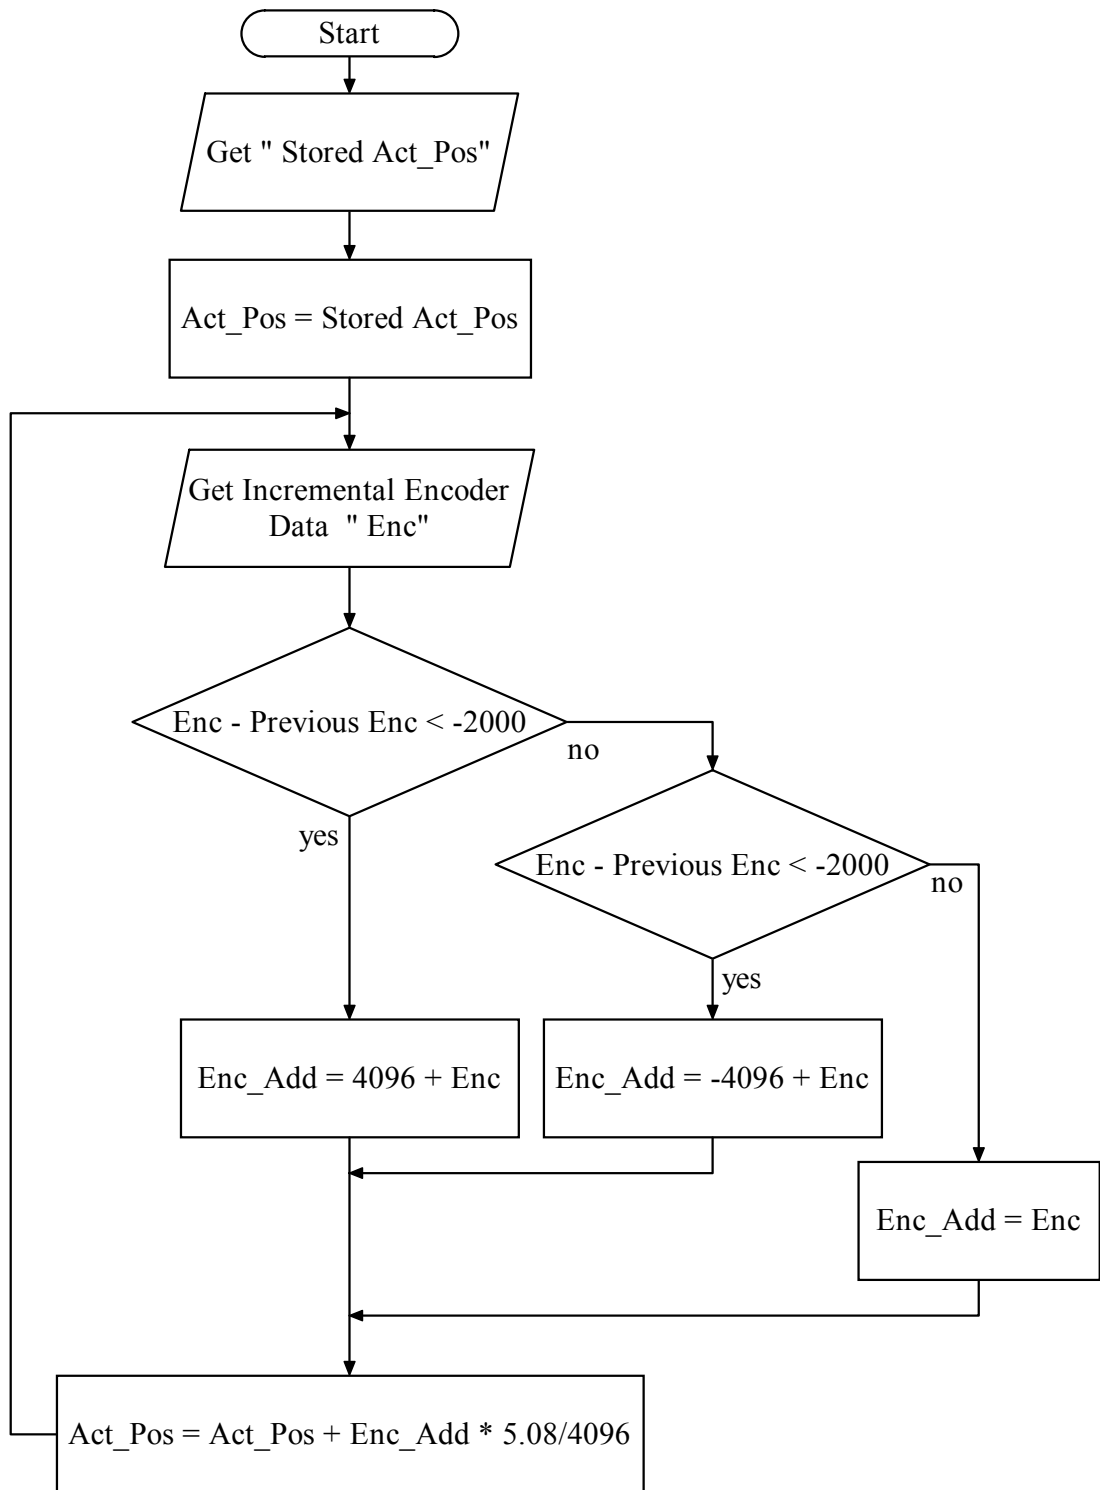 Start
Get " Stored Act_Pos"
Act_Pos = Stored Act_Pos
Get Incremental Encoder
Data " Enc"
Enc - Previous Enc < -2000
no
yes
Enc - Previous Enc < -2000
no
yes
Enc_Add = 4096 + Enc
Enc_Add = -4096 + Enc
Enc_Add = Enc
Act_Pos = Act_Pos + Enc_Add * 5.08/4096